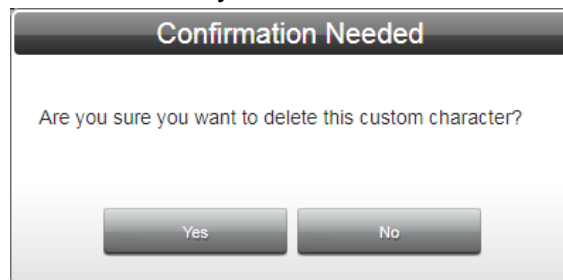 Confirmation Needed
Are you sure you want to delete this custom character?
Yes No